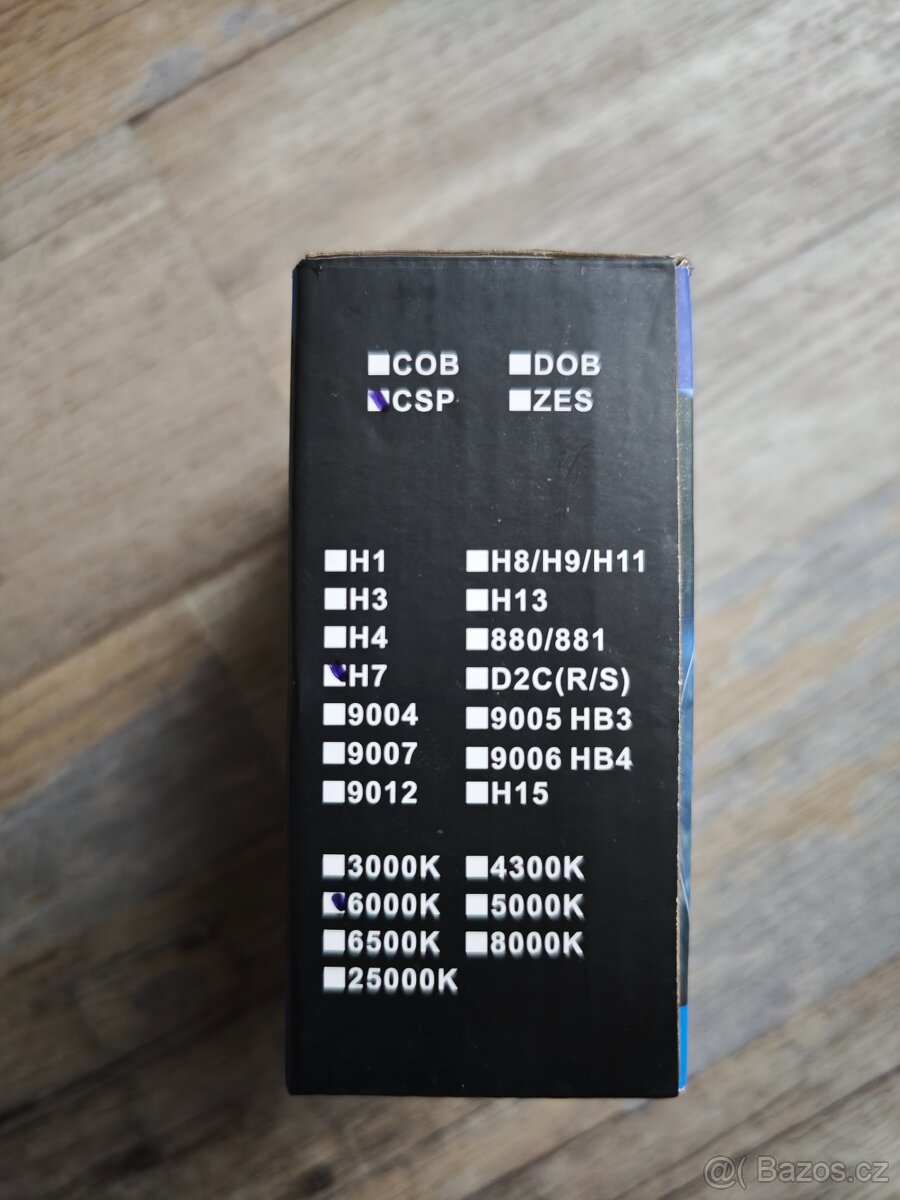 COB DOB
CSP ZES
H1 H8/H9/H11
H3 H13
H4 880/881
H7 D2C(R/S)
9004 9005 HB3
9007 9006 HB4
9012 H15
3000K 4300K
6000K 5000K
6500K 8000K
25000K
@( Bazos.cz